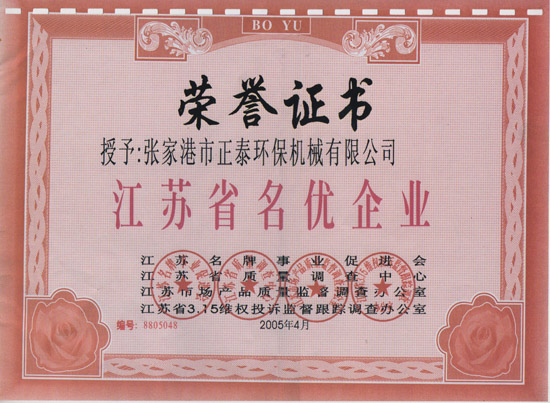 BO YU
荣誉证书
授予:张家港市正泰环保机械有限公司
江苏省名优企业
江苏名牌事业促进会
江苏省质量调查中心
江苏市场产品质量监督调查办公室
江苏省3.15维权投诉监督跟踪调查办公室
编号: 8805048
2005年4月